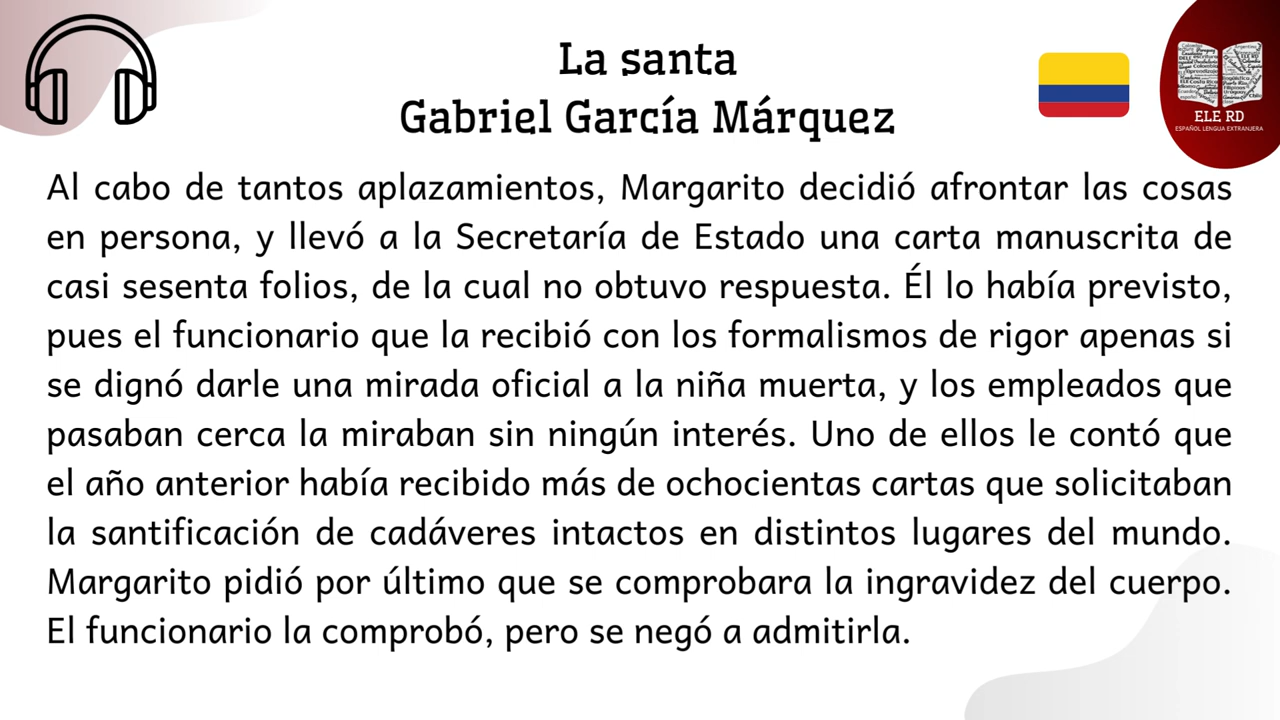 La santa
Gabriel García Márquez
ELE RD
ESPAÑOL LENGUA EXTRANJERA
Al cabo de tantos aplazamientos, Margarito decidió afrontar las cosas
en persona, y llevó a la Secretaría de Estado una carta manuscrita de
casi sesenta folios, de la cual no obtuvo respuesta. Él lo había previsto,
pues el funcionario que la recibió con los formalismos de rigor apenas si
se dignó darle una mirada oficial a la niña muerta, y los empleados que
pasaban cerca la miraban sin ningún interés. Uno de ellos le contó que
el año anterior había recibido más de ochocientas cartas que solicitaban
la santificación de cadáveres intactos en distintos lugares del mundo.
Margarito pidió por último que se comprobara la ingravidez del cuerpo.
El funcionario la comprobó, pero se negó a admitirla.